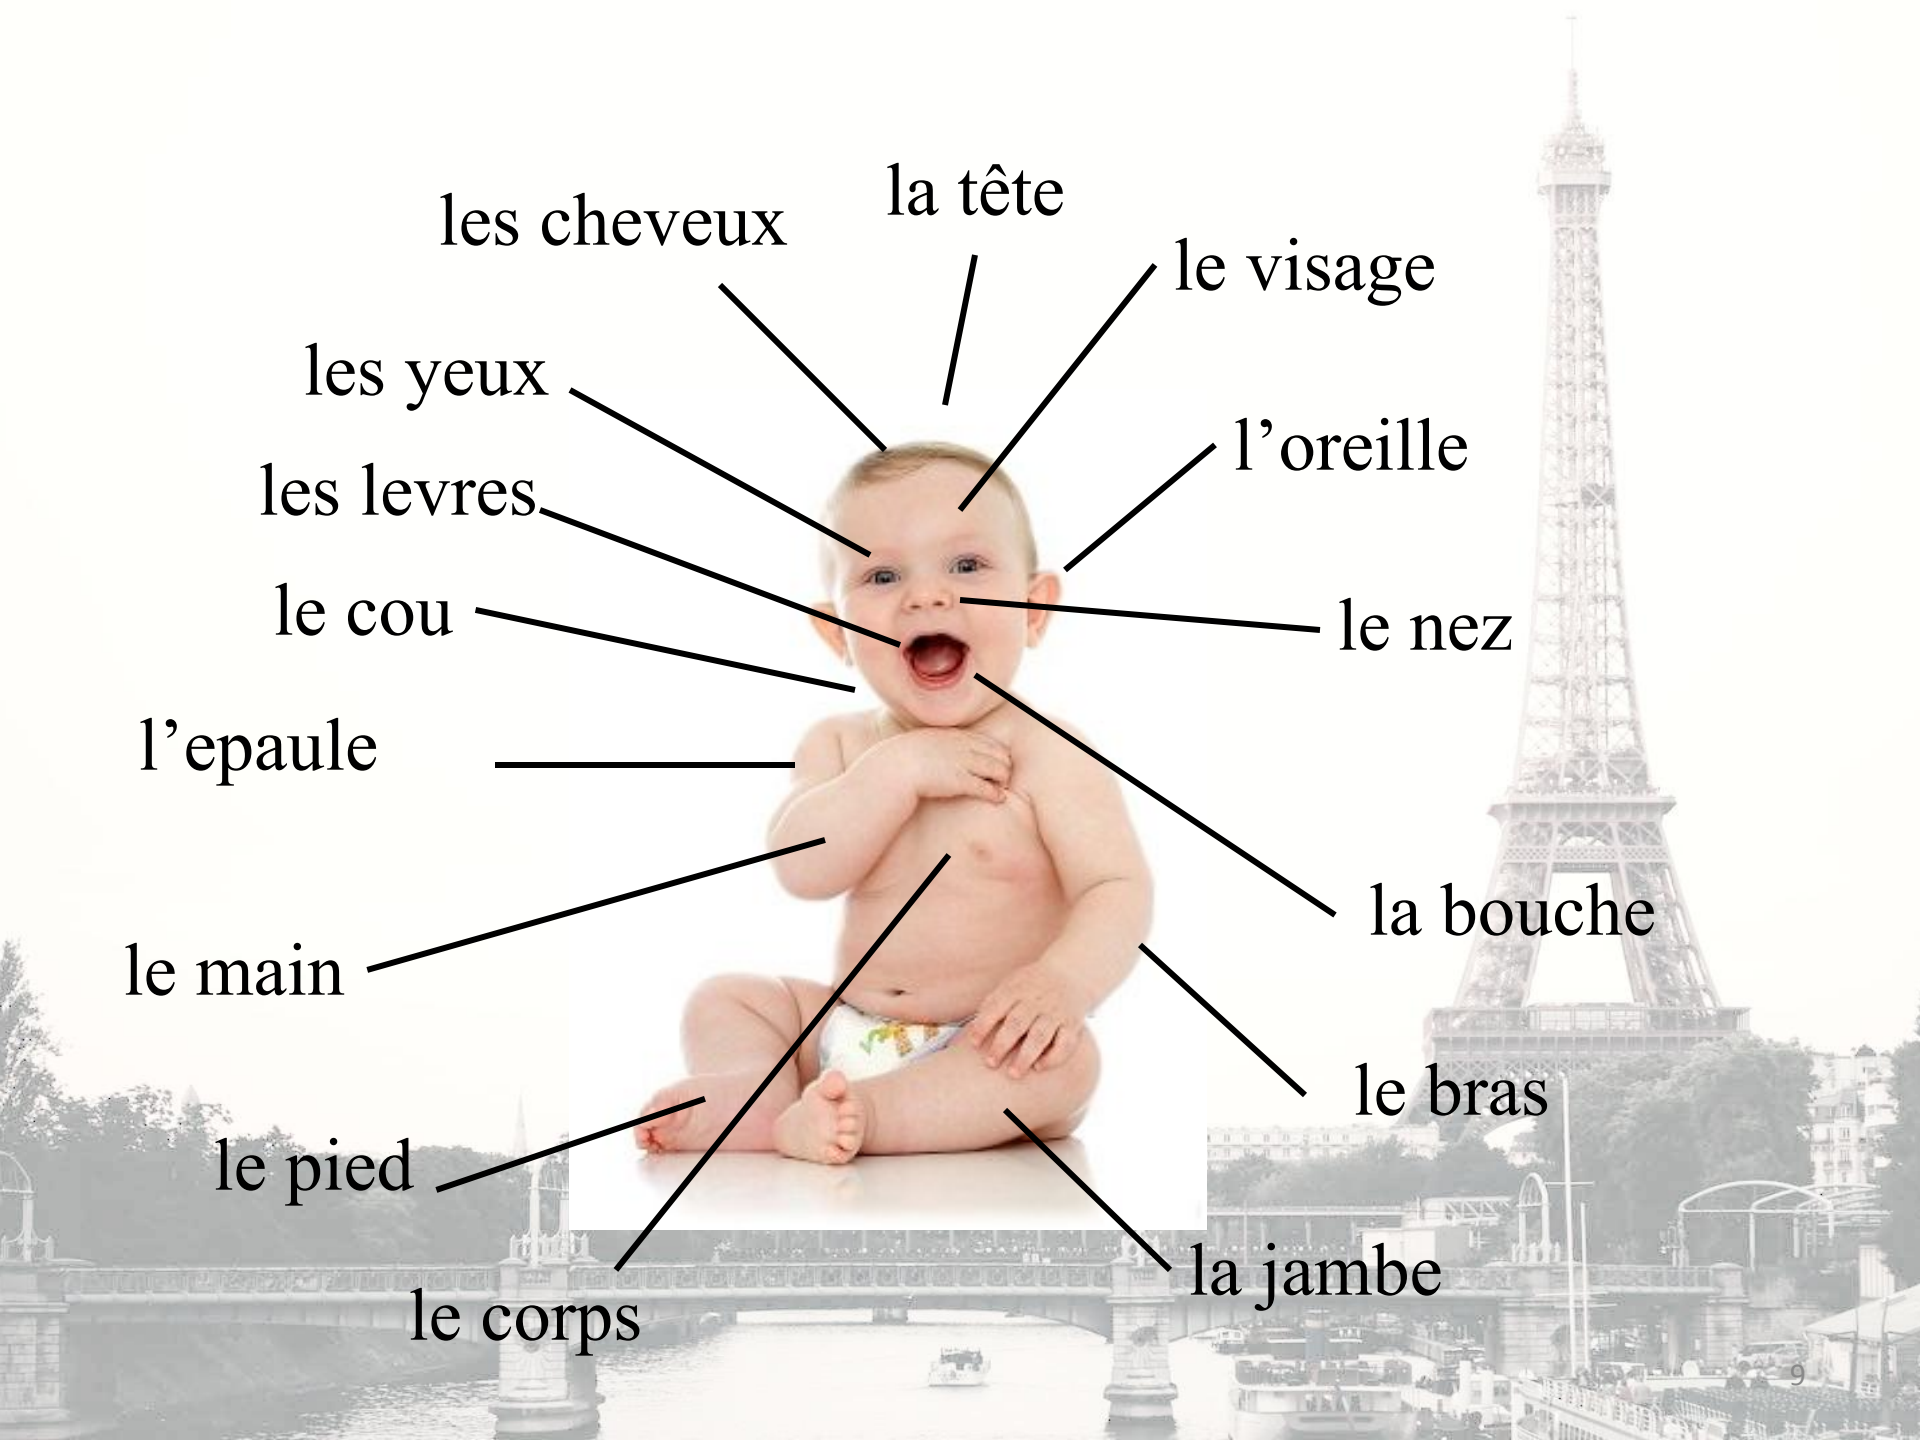 la tête
les cheveux
le visage
les yeux
l’oreille
les levres
le cou
le nez
l’epaule
la bouche
le main
le bras
le pied
la jambe
le corps
9